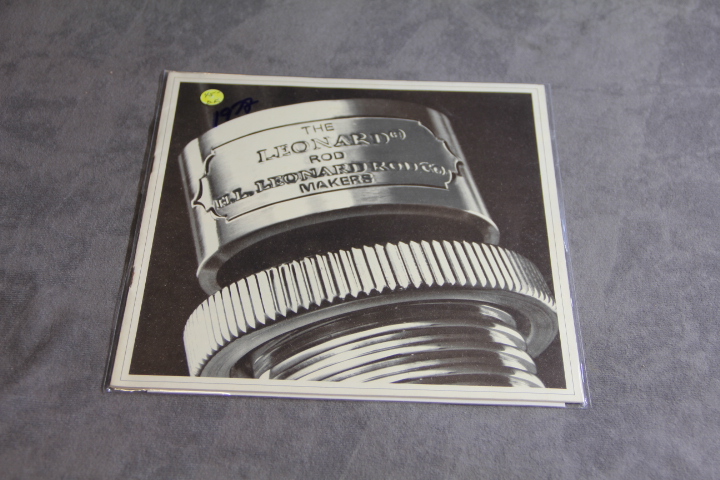 1978
THE
LEONARD®
ROD
H.L. LEONARD ROD CO
MAKERS